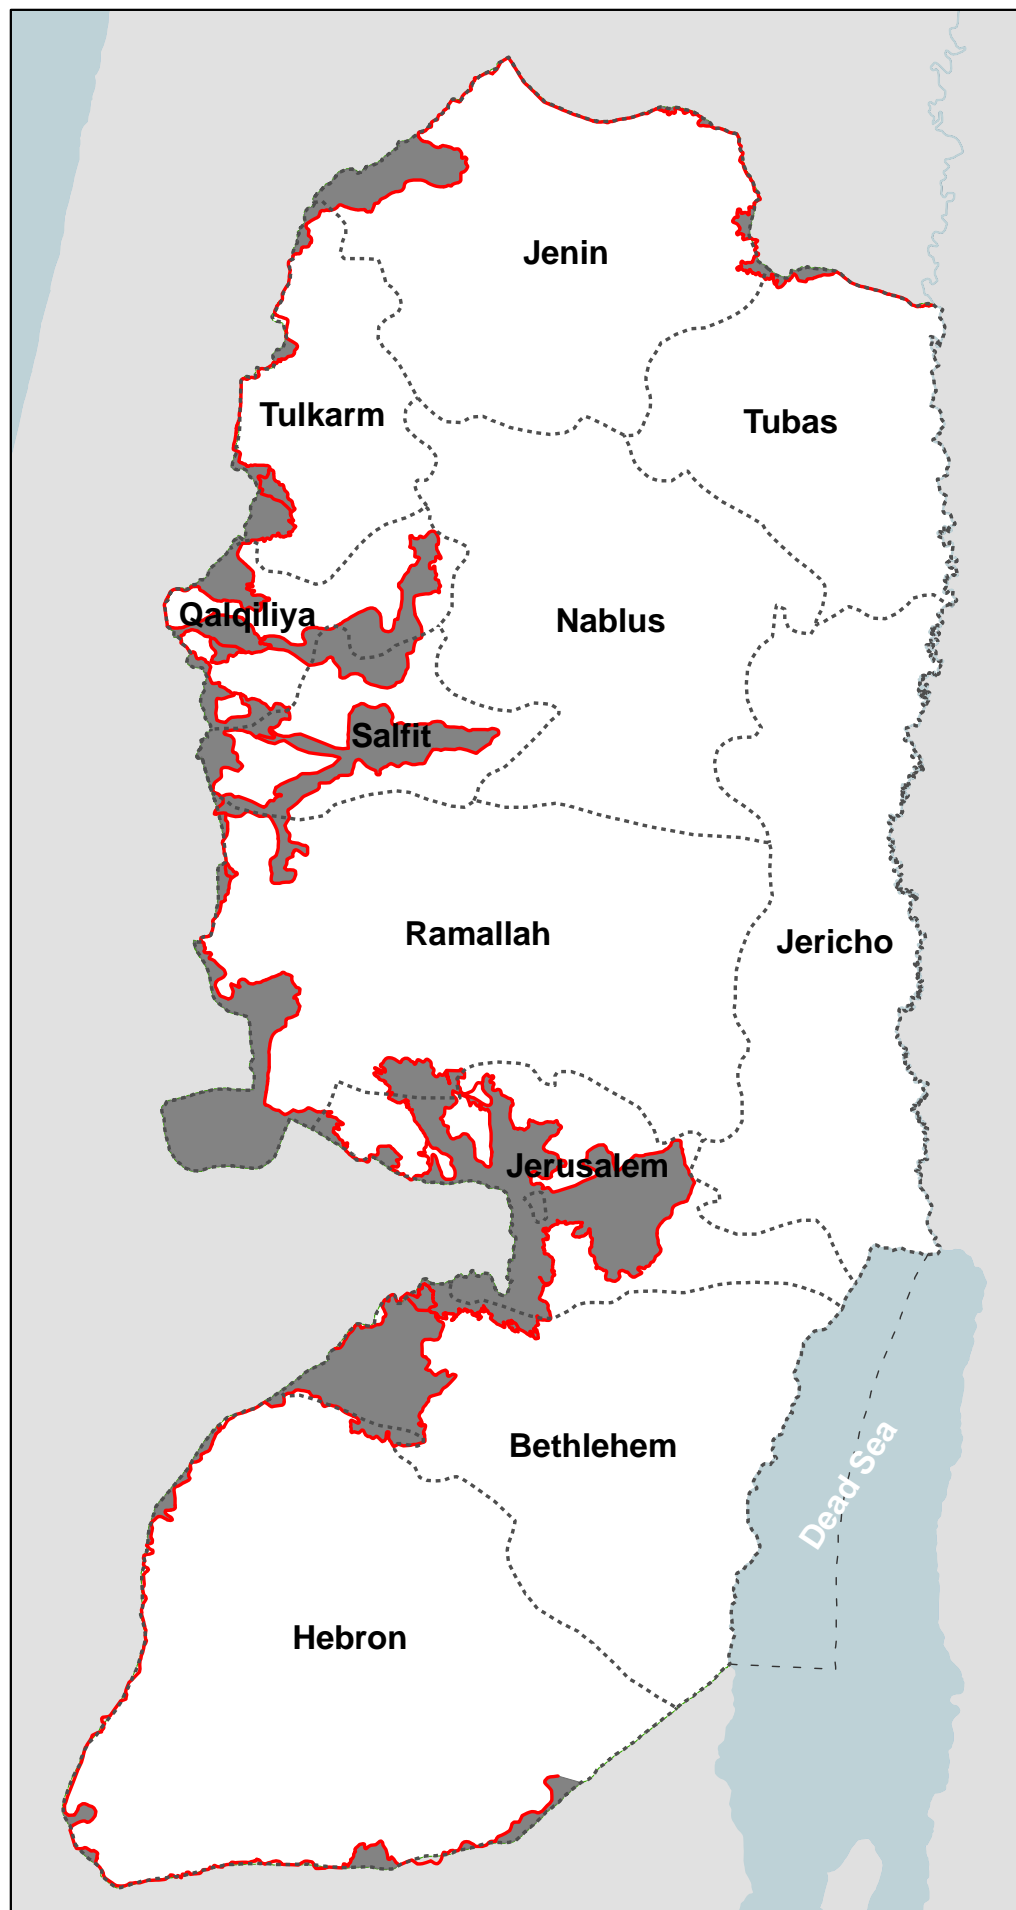 Jenin
Tulkarm
Tubas
Qalqiliya
Nablus
Salfit
Ramallah
Jericho
Jerusalem
Bethlehem
Dead Sea
Hebron